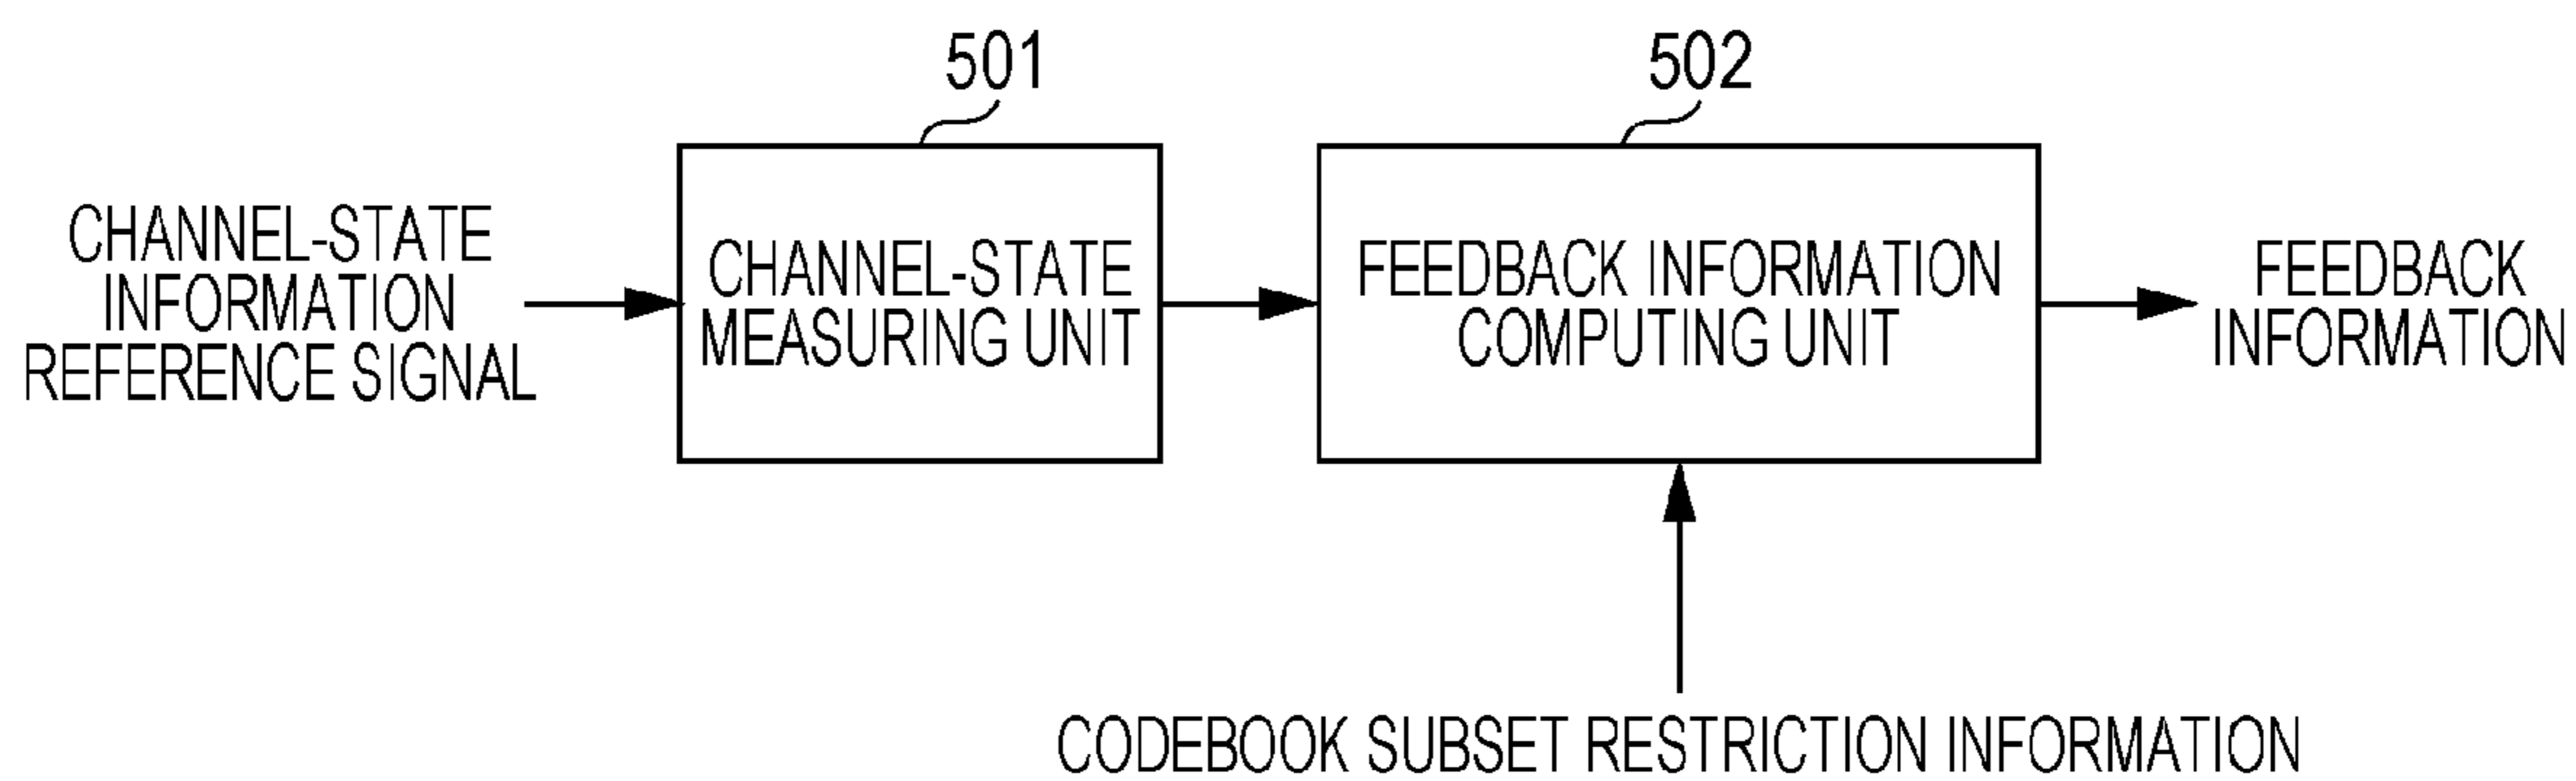 501
502
CHANNEL-STATE
INFORMATION
REFERENCE SIGNAL
CHANNEL-STATE
MEASURING UNIT
FEEDBACK INFORMATION
COMPUTING UNIT
FEEDBACK
INFORMATION
CODEBOOK SUBSET RESTRICTION INFORMATION